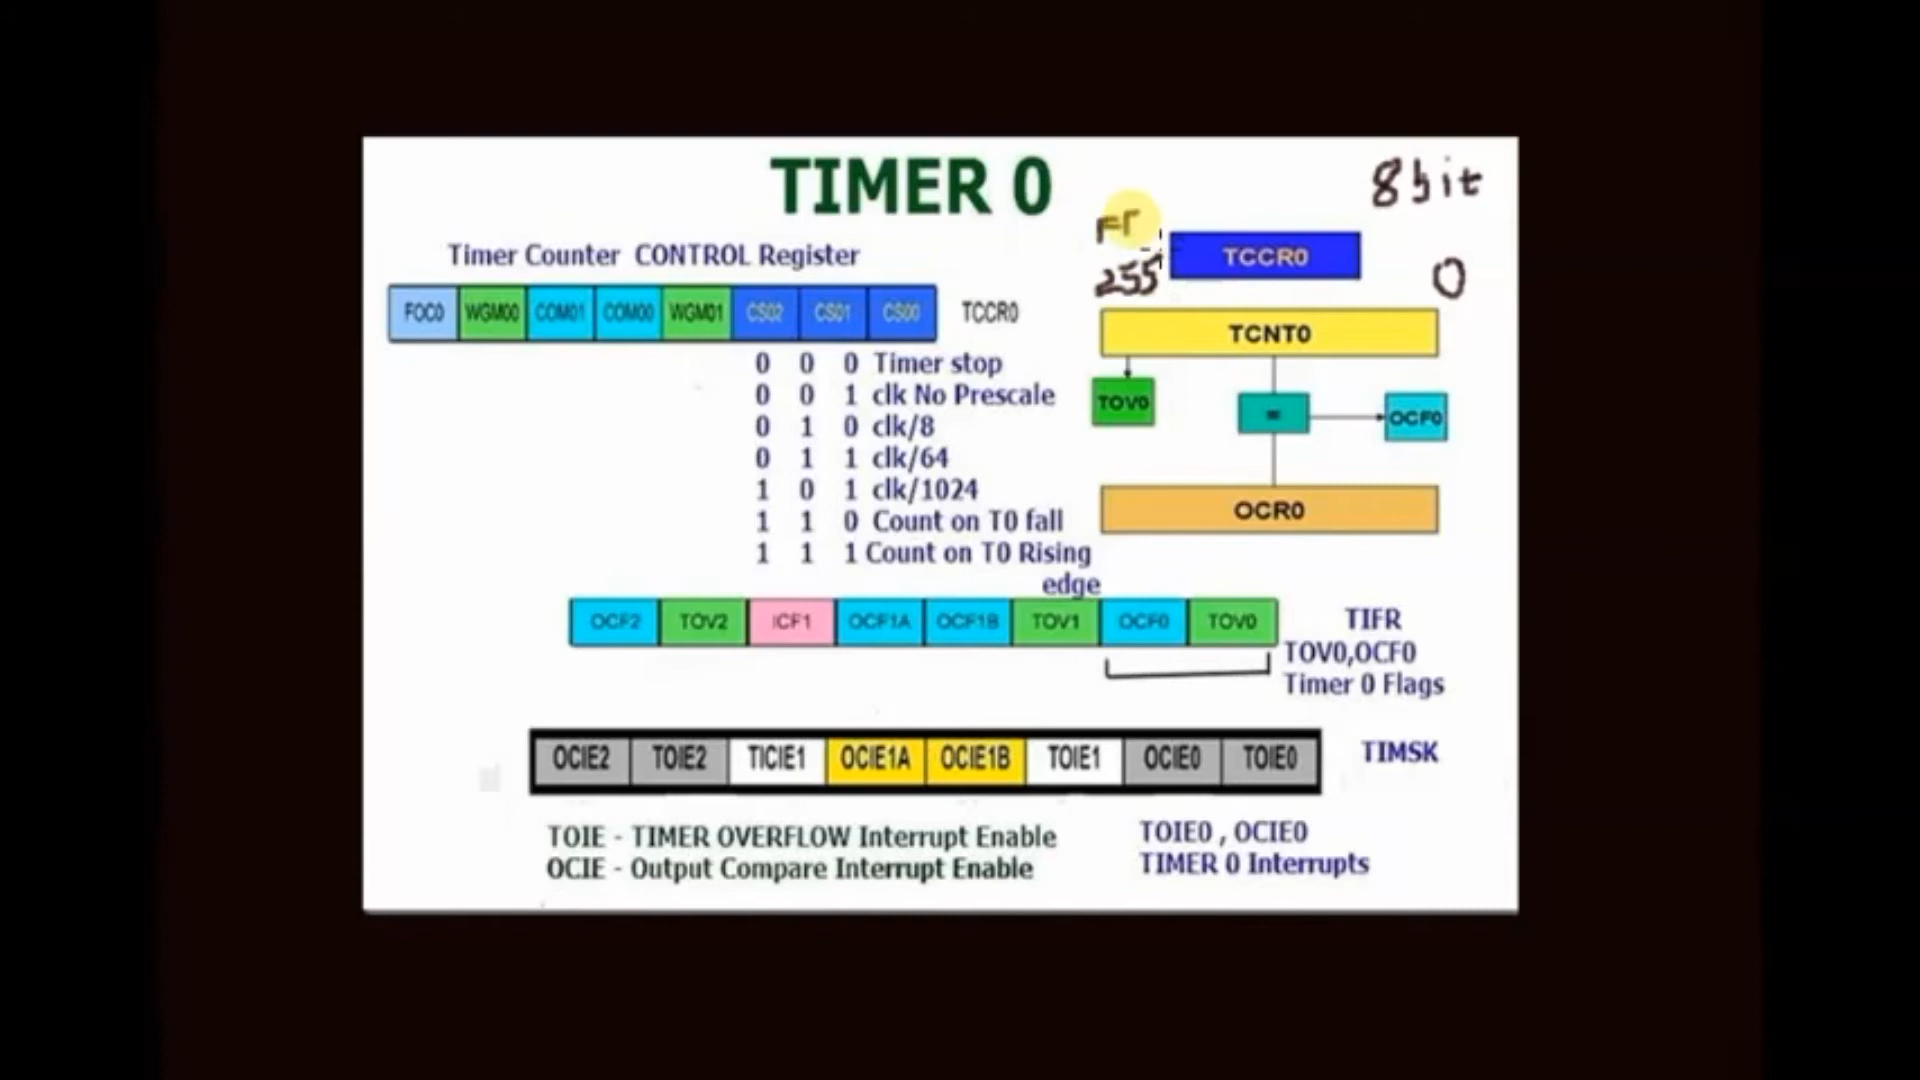 TIMER 0
8bit
FF
Timer Counter CONTROL Register
TCCR0
255
0
FOC0 WGM00 COM01 COM00 WGM01 CS02 CS01 CS00 TCCR0
TCNT0
0 0 0 Timer stop
0 0 1 clk No Prescale
0 1 0 clk/8
0 1 1 clk/64
1 0 1 clk/1024
1 1 0 Count on T0 fall
1 1 1 Count on T0 Rising
edge
TOV0
=
OCF0
OCR0
OCF2 TOV2 ICF1 OCF1A OCF1B TOV1 OCF0 TOV0
TIFR
TOV0,OCF0
Timer 0 Flags
OCIE2 TOIE2 TICIE1 OCIE1A OCIE1B TOIE1 OCIE0 TOIE0
TIMSK
TOIE - TIMER OVERFLOW Interrupt Enable
OCIE - Output Compare Interrupt Enable
TOIE0 , OCIE0
TIMER 0 Interrupts